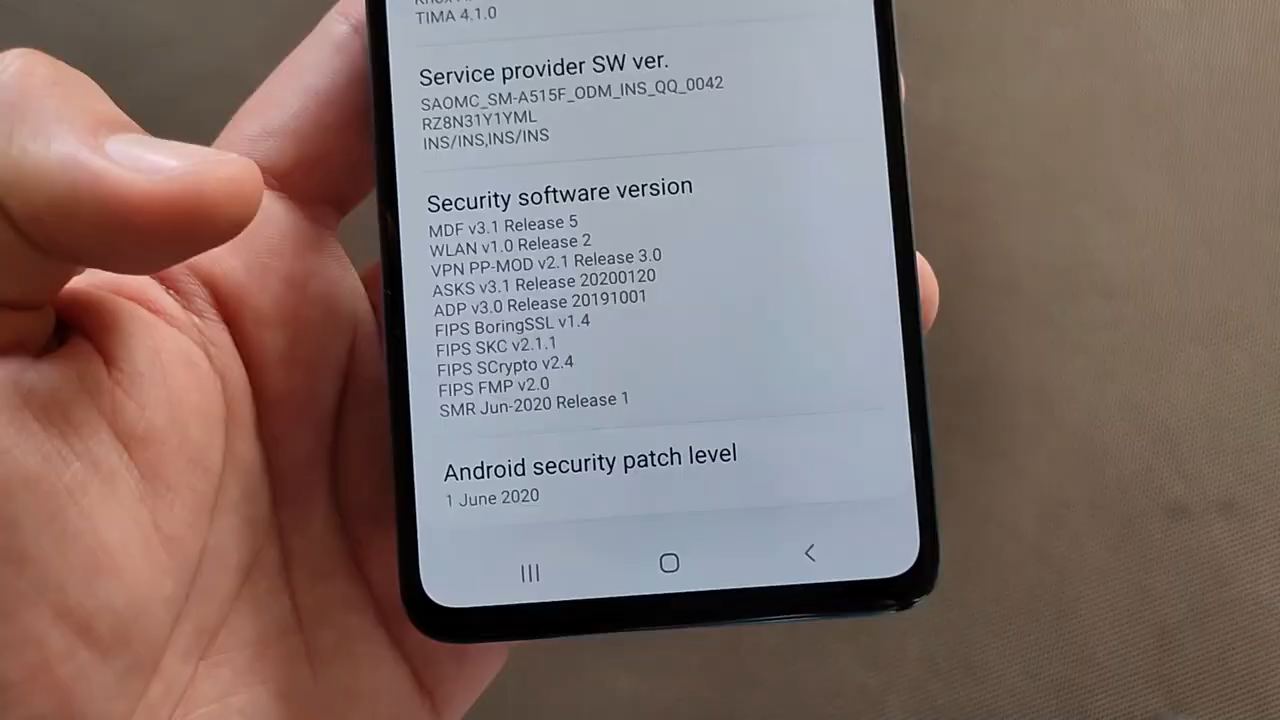 TIMA 4.1.0
Service provider SW ver.
SAOMC_SM-A515F_ODM_INS_QQ_0042
RZ8N31Y1YML
INS/INS,INS/INS
Security software version
MDF v3.1 Release 5
WLAN v1.0 Release 2
VPN PP-MOD v2.1 Release 3.0
ASKS v3.1 Release 20200120
ADP v3.0 Release 20191001
FIPS BoringSSL v1.4
FIPS SKC v2.1.1
FIPS SCrypto v2.4
FIPS FMP v2.0
SMR Jun-2020 Release 1
Android security patch level
1 June 2020